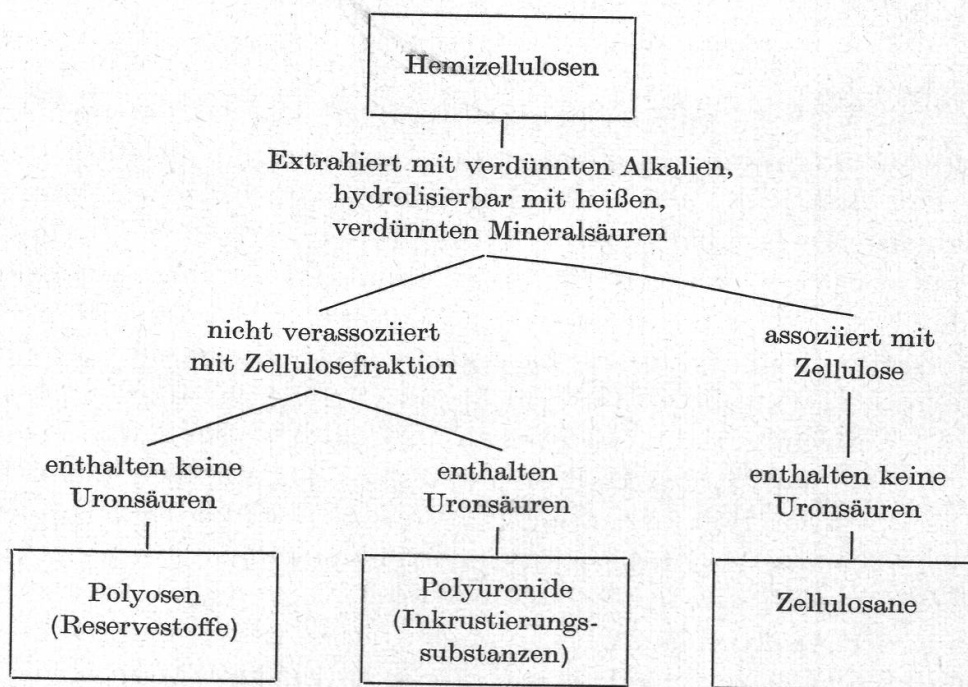 Hemizellulosen
Extrahiert mit verdünnten Alkalien,
hydrolisierbar mit heißen,
verdünnten Mineralsäuren
nicht verassoziiert
mit Zellulosefraktion
assoziiert mit
Zellulose
enthalten keine
Uronsäuren
enthalten
Uronsäuren
enthalten keine
Uronsäuren
Polyosen
(Reservestoffe)
Polyuronide
(Inkrustierungs-
substanzen)
Zellulosane